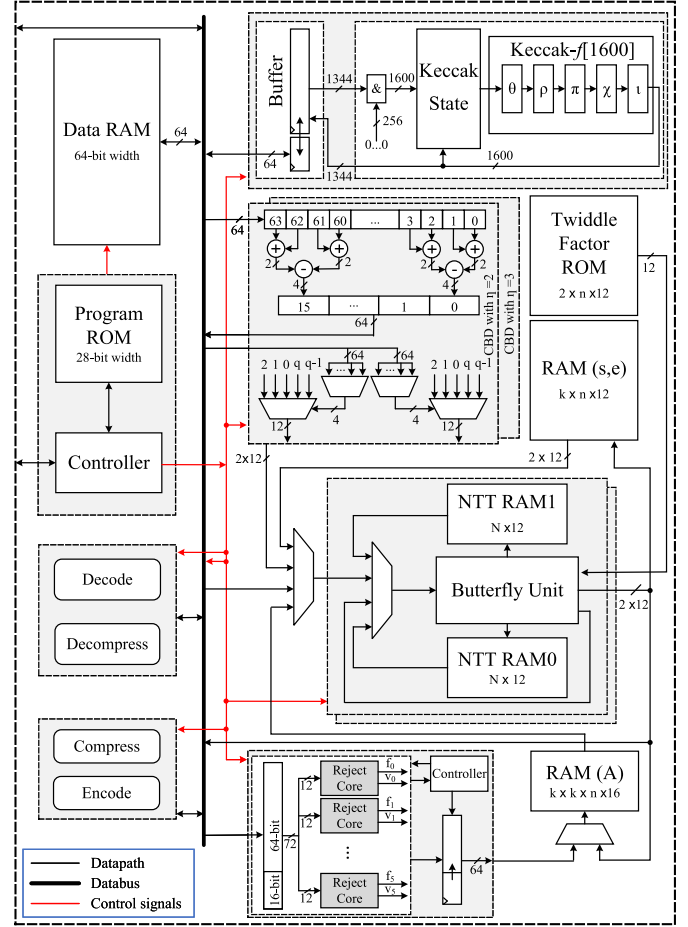 Data RAM
64-bit width
64
Program
ROM
28-bit width
Controller
Decode
Decompress
Compress
Encode
Datapath
Databus
Control signals
Buffer
64
1344
&
256
0...0
1600
Keccak
State
Keccak-f[1600]
θ
ρ
π
χ
ι
1344
1600
64
63
62
61
60
...
3
2
1
0
+
+
+
+
2
2
2
2
-
-
4
4
15
...
1
0
64
CBD with η =2
CBD with η =3
64
64
...
...
2
1
0
q
q-1
2
1
0
q
q-1
4
4
12
12
2x12
Twiddle
Factor
ROM
2 x n x12
12
RAM (s,e)
k x n x12
2 x 12
NTT RAM1
N x12
Butterfly Unit
2 x12
NTT RAM0
N x 12
64-bit
16-bit
72
12
Reject
Core
f0
v0
12
Reject
Core
f1
v1
...
12
Reject
Core
f5
v5
Controller
64
RAM (A)
k x k x n x16